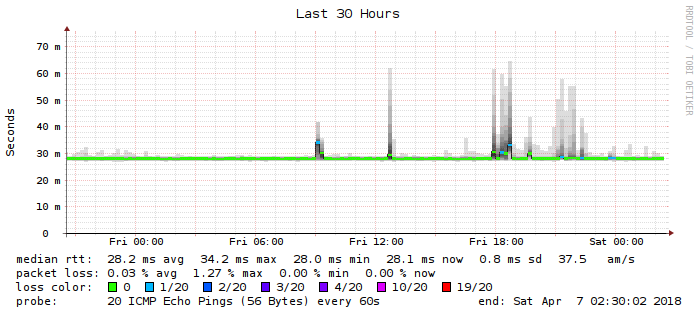 Last 30 Hours
RRDTOOL / TOBI OETIKER
Seconds
70 m
60 m
50 m
40 m
30 m
20 m
10 m
0
Fri 00:00 Fri 06:00 Fri 12:00 Fri 18:00 Sat 00:00
median rtt: 28.2 ms avg 34.2 ms max 28.0 ms min 28.1 ms now 0.8 ms sd 37.5 am/s
packet loss: 0.03 % avg 1.27 % max 0.00 % min 0.00 % now
loss color: 0 1/20 2/20 3/20 4/20 10/20 19/20
probe: 20 ICMP Echo Pings (56 Bytes) every 60s end: Sat Apr 7 02:30:02 2018